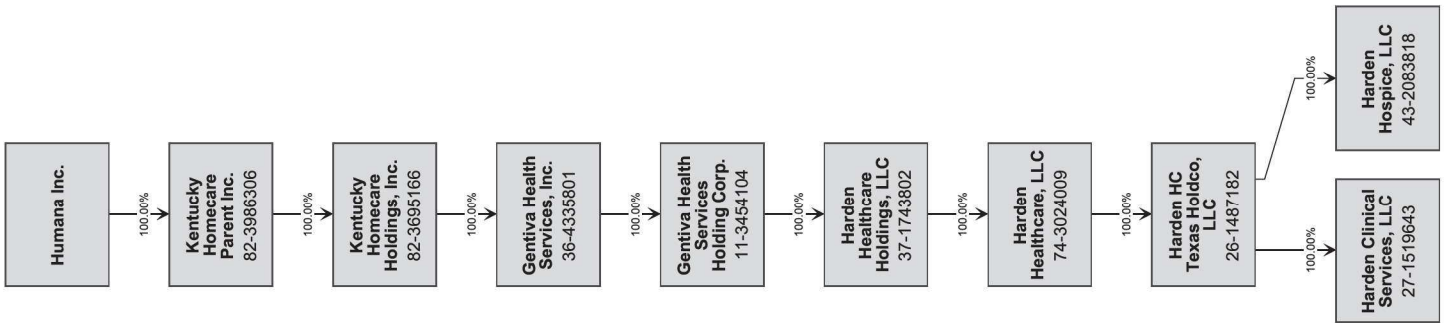 Humana Inc.
100.00%
Kentucky
Homecare
Parent Inc.
82-3986306
100.00%
Kentucky
Homecare
Holdings, Inc.
82-3695166
100.00%
Gentiva Health
Services, Inc.
36-4335801
100.00%
Gentiva Health
Services
Holding Corp.
11-3454104
100.00%
Harden
Healthcare
Holdings, LLC
37-1743802
100.00%
Harden
Healthcare, LLC
74-3024009
100.00%
Harden HC
Texas Holdco,
LLC
26-1487182
100.00%
Harden Clinical
Services, LLC
27-1519643
100.00%
Harden
Hospice, LLC
43-2083818